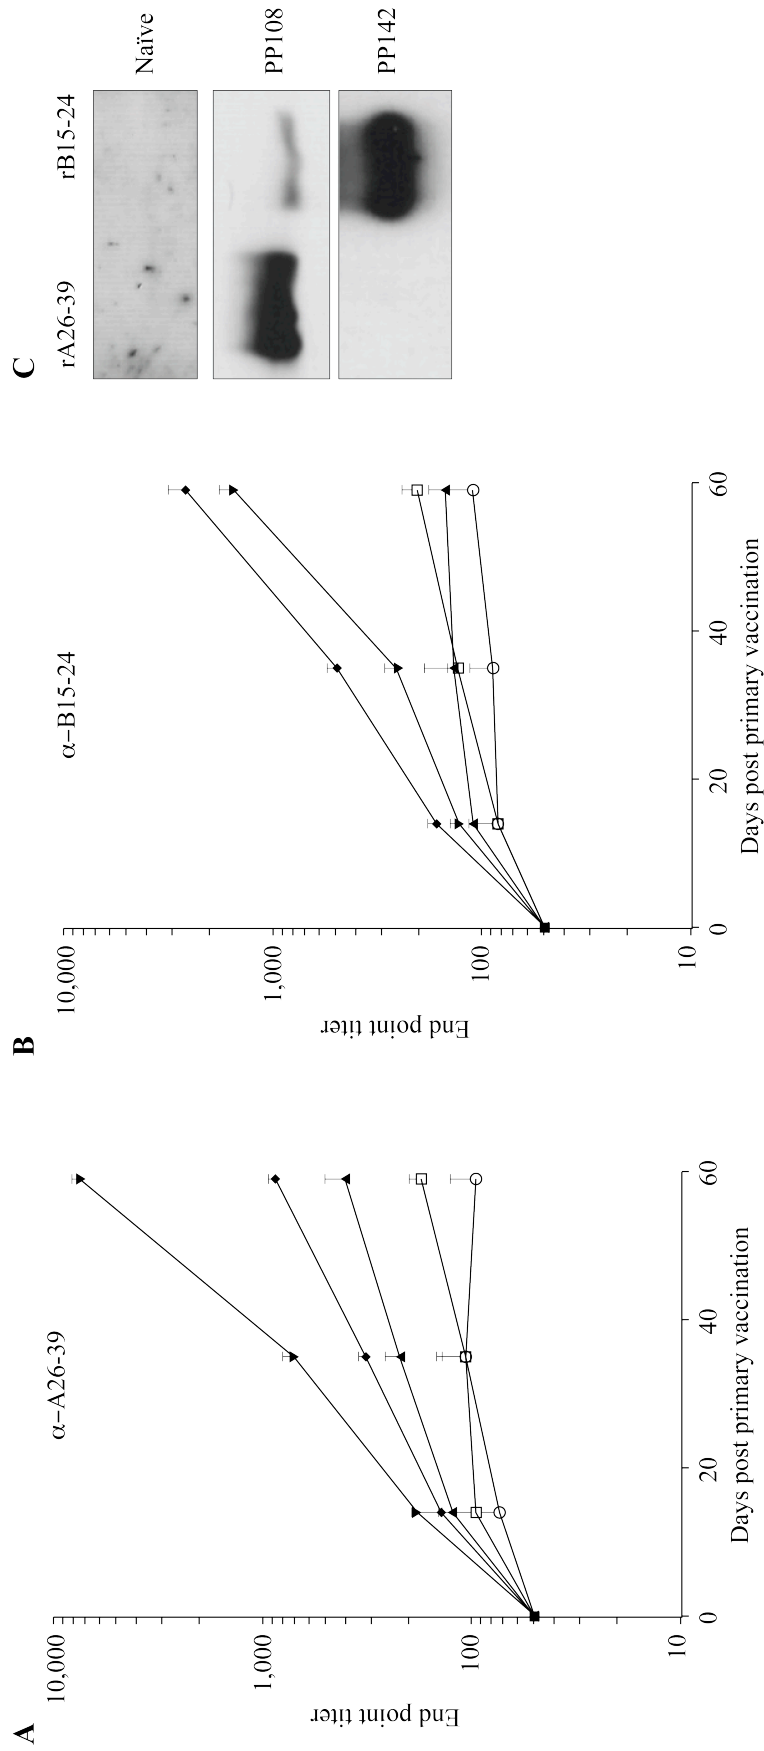 A
α−A26-39
10,000
1,000
100
10
End point titer
0
20
40
60
Days post primary vaccination
B
α−B15-24
10,000
1,000
100
10
End point titer
0
20
40
60
Days post primary vaccination
C
rA26-39
rB15-24
Naïve
PP108
PP142